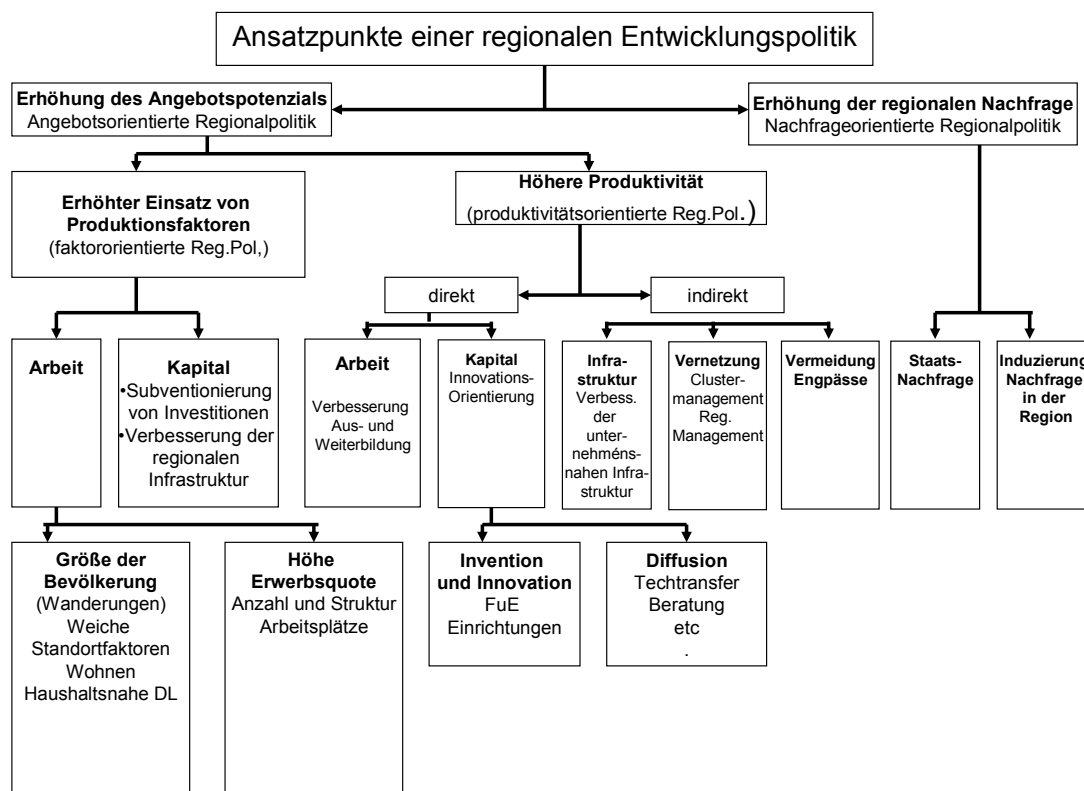 Ansatzpunkte einer regionalen Entwicklungspolitik
Erhöhung des Angebotspotenzials
Angebotsorientierte Regionalpolitik
Erhöhung der regionalen Nachfrage
Nachfrageorientierte Regionalpolitik
Erhöhter Einsatz von
Produktionsfaktoren
(faktororientierte Reg.Pol,)
Höhere Produktivität
(produktivitätsorientierte Reg.Pol.)
direkt
indirekt
Arbeit
Kapital
•Subventionierung
von Investitionen
•Verbesserung der
regionalen
Infrastruktur
Arbeit
Verbesserung
Aus- und
Weiterbildung
Kapital
Innovations-
Orientierung
Infra-
struktur
Verbess.
der
unter-
nehméns-
nahen Infra-
struktur
Vernetzung
Cluster-
management
Reg.
Management
Vermeidung
Engpässe
Staats-
Nachfrage
Induzierung
Nachfrage
in der
Region
Größe der
Bevölkerung
(Wanderungen)
Weiche
Standortfaktoren
Wohnen
Haushaltsnahe DL
Höhe
Erwerbsquote
Anzahl und Struktur
Arbeitsplätze
Invention
und Innovation
FuE
Einrichtungen
Diffusion
Techtransfer
Beratung
etc
.